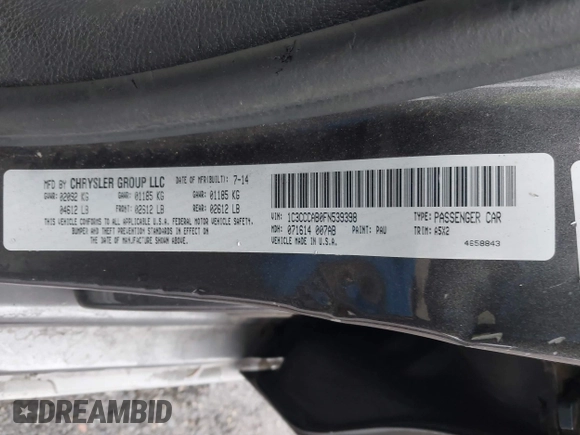 MFD BY CHRYSLER GROUP LLC DATE OF MFR(BUILT): 7-14
GVWR: 02092 KG GAWR: 01185 KG GAWR: 01185 KG
04612 LB FRONT: 02612 LB REAR: 02612 LB
THIS VEHICLE CONFORMS TO ALL APPLICABLE U.S.A. FEDERAL MOTOR VEHICLE SAFETY,
BUMPER AND THEFT PREVENTION STANDARDS IN EFFECT ON
THE DATE OF MANUFACTURE SHOWN ABOVE.
VIN: 1C3CCCAB0FN539398 TYPE: PASSENGER CAR
MDH: 071614 007AB PAINT: PAU TRIM: A5X2
VEHICLE MADE IN U.S.A. 4658843
DREAMBID